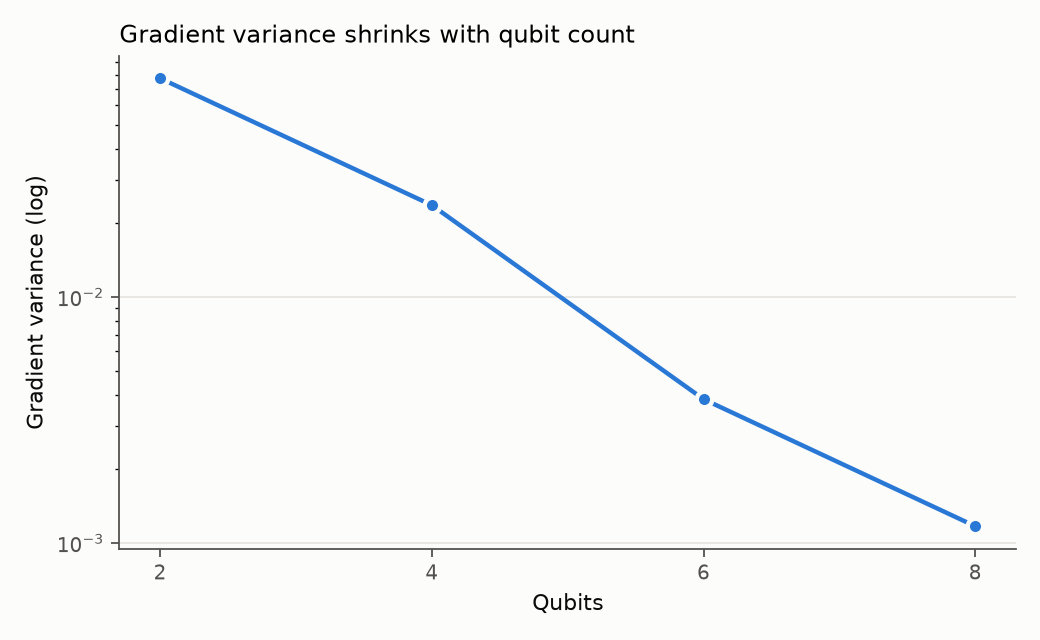 Gradient variance shrinks with qubit count
Gradient variance (log)
10⁻²
10⁻³
2 4 6 8
Qubits